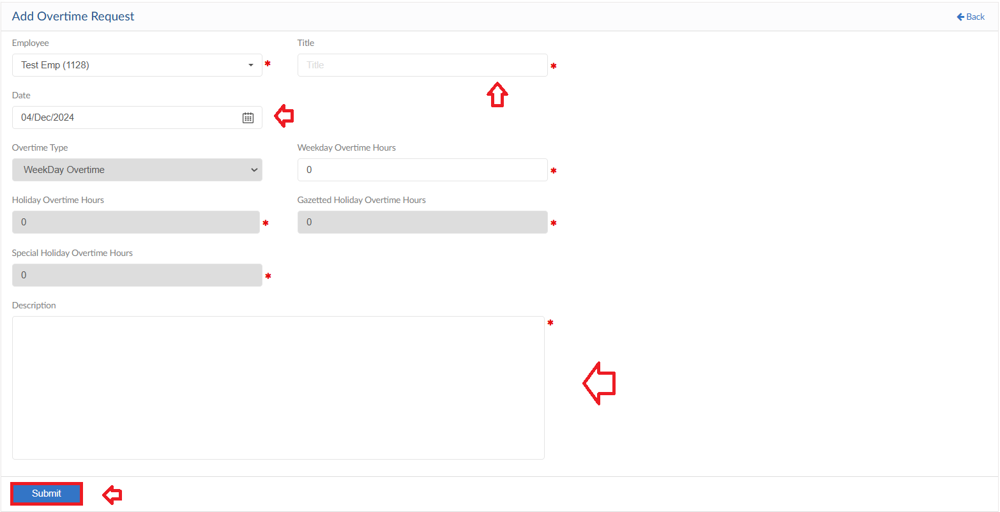 Add Overtime Request
Back
Employee
Title
Test Emp (1128)
*
Title
*
Date
04/Dec/2024
Overtime Type
Weekday Overtime Hours
WeekDay Overtime
0
*
Holiday Overtime Hours
Gazetted Holiday Overtime Hours
0
*
0
*
Special Holiday Overtime Hours
0
*
Description
*
Submit